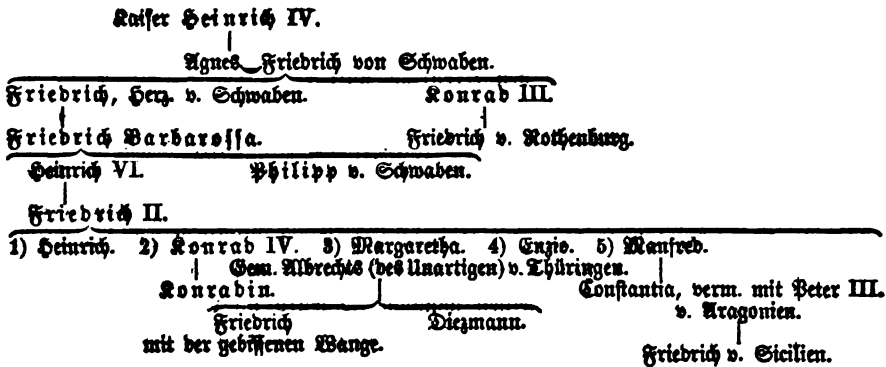 Kaiser Heinrich IV.
Agnes Friedrich von Schwaben.
Friedrich, Herz. v. Schwaben. Konrad III.
Friedrich Barbarossa. Friedrich v. Rothenburg.
Heinrich VI. Philipp v. Schwaben.
Friedrich II.
1) Heinrich. 2) Konrad IV. 3) Margaretha. 4) Enzio. 5) Manfred.
Gem. Albrechts (des Unartigen) v. Thüringen.
Konradin. Constantia, verm. mit Peter III.
v. Aragonien.
Friedrich Diezmann.
mit der gebissenen Wange.
Friedrich v. Sicilien.